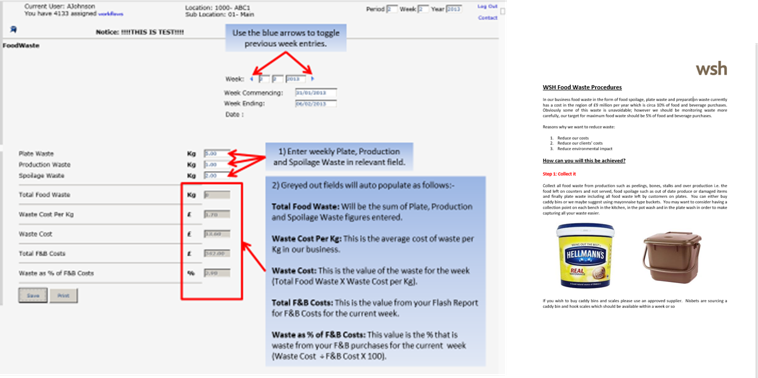 Current User: AJohnson
You have 4133 assigned workflows
Location: 1000- ABC1
Sub Location: 01- Main
Period Week Year 2013
Log Out
Contact
Notice: !!!!THIS IS TEST!!!!
FoodWaste
Use the blue arrows to toggle
previous week entries.
Week: 2013
Week Commencing: 31/01/2013
Week Ending: 06/02/2013
Date :
Plate Waste Kg 5.00
Production Waste Kg 1.00
Spoilage Waste Kg 2.00
Total Food Waste Kg
Waste Cost Per Kg £
Waste Cost £
Total F&B Costs £
Waste as % of F&B Costs %
Save Print
1) Enter weekly Plate, Production
and Spoilage Waste in relevant field.
2) Greyed out fields will auto populate as follows:-
Total Food Waste: Will be the sum of Plate, Production
and Spoilage Waste figures entered.
Waste Cost Per Kg: This is the average cost of waste per
Kg in our business.
Waste Cost: This is the value of the waste for the week
(Total Food Waste X Waste Cost per Kg).
Total F&B Costs: This is the value from your Flash Report
for F&B Costs for the current week.
Waste as % of F&B Costs: This value is the % that is
waste from your F&B purchases for the current week
(Waste Cost ÷ F&B Cost X 100).
wsh
WSH Food Waste Procedures
In our business food waste in the form of food spoilage, plate waste and preparation waste currently
has a cost in the region of £9 million per year which is circa 10% of food and beverage purchases.
Obviously some of this waste is unavoidable; however we should be monitoring waste more
carefully, our target for maximum food waste should be 5% of food and beverage purchases.
Reasons why we want to reduce waste:
1. Reduce our costs
2. Reduce our clients' costs
3. Reduce environmental impact
How can you will this be achieved?
Step 1: Collect it
Collect all food waste from production such as peelings, bones, stalks and over production i.e. the
food left on counters and not served, food spoilage such as out of date produce or damaged items
and finally plate waste including all food waste left by customers on plates. You can either buy
caddy bins or we maybe suggest using mayonnaise type buckets. You may want to consider having a
collection point on each bench in the kitchen, in the pot wash and in the plate wash in order to make
capturing all your waste easier.
HELLMANN'S
REAL
If you wish to buy caddy bins and scales please use an approved supplier. Nisbets are sourcing a
caddy bin and hook scales which should be available within a week or so